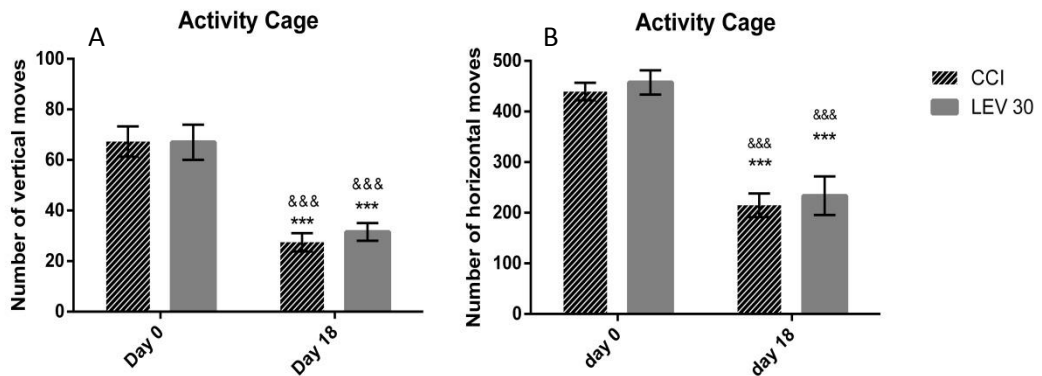 A
Activity Cage
Number of vertical moves
100
80
60
40
20
0
&&&
***
&&&
***
Day 0
Day 18
B
Activity Cage
Number of horizontal moves
500
400
300
200
100
0
&&&
***
&&&
***
day 0
day 18
CCI
LEV 30